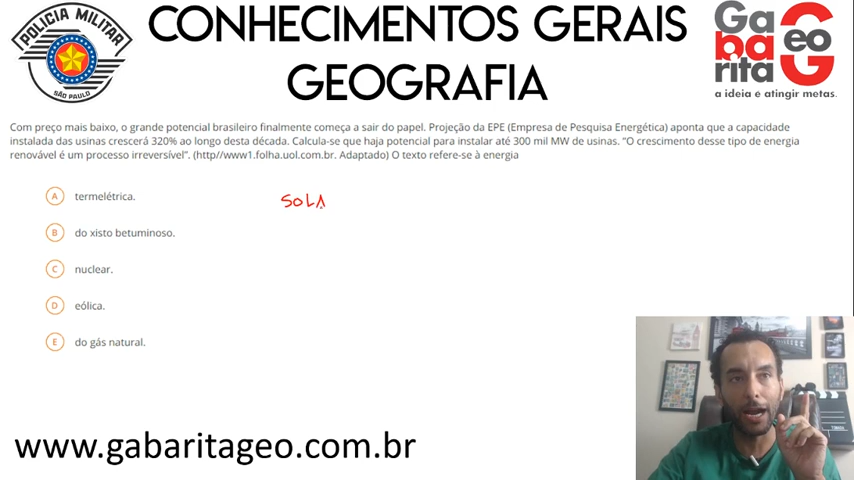 POLICIA MILITAR
SÃO PAULO
CONHECIMENTOS GERAIS
GEOGRAFIA
Gabarita Geo
a ideia e atingir metas.
Com preço mais baixo, o grande potencial brasileiro finalmente começa a sair do papel. Projeção da EPE (Empresa de Pesquisa Energética) aponta que a capacidade
instalada das usinas crescerá 320% ao longo desta década. Calcula-se que haja potencial para instalar até 300 mil MW de usinas. "O crescimento desse tipo de energia
renovável é um processo irreversível". (http//www1.folha.uol.com.br. Adaptado) O texto refere-se à energia
A termelétrica.
SOLA
B do xisto betuminoso.
C nuclear.
D eólica.
E do gás natural.
www.gabaritageo.com.br